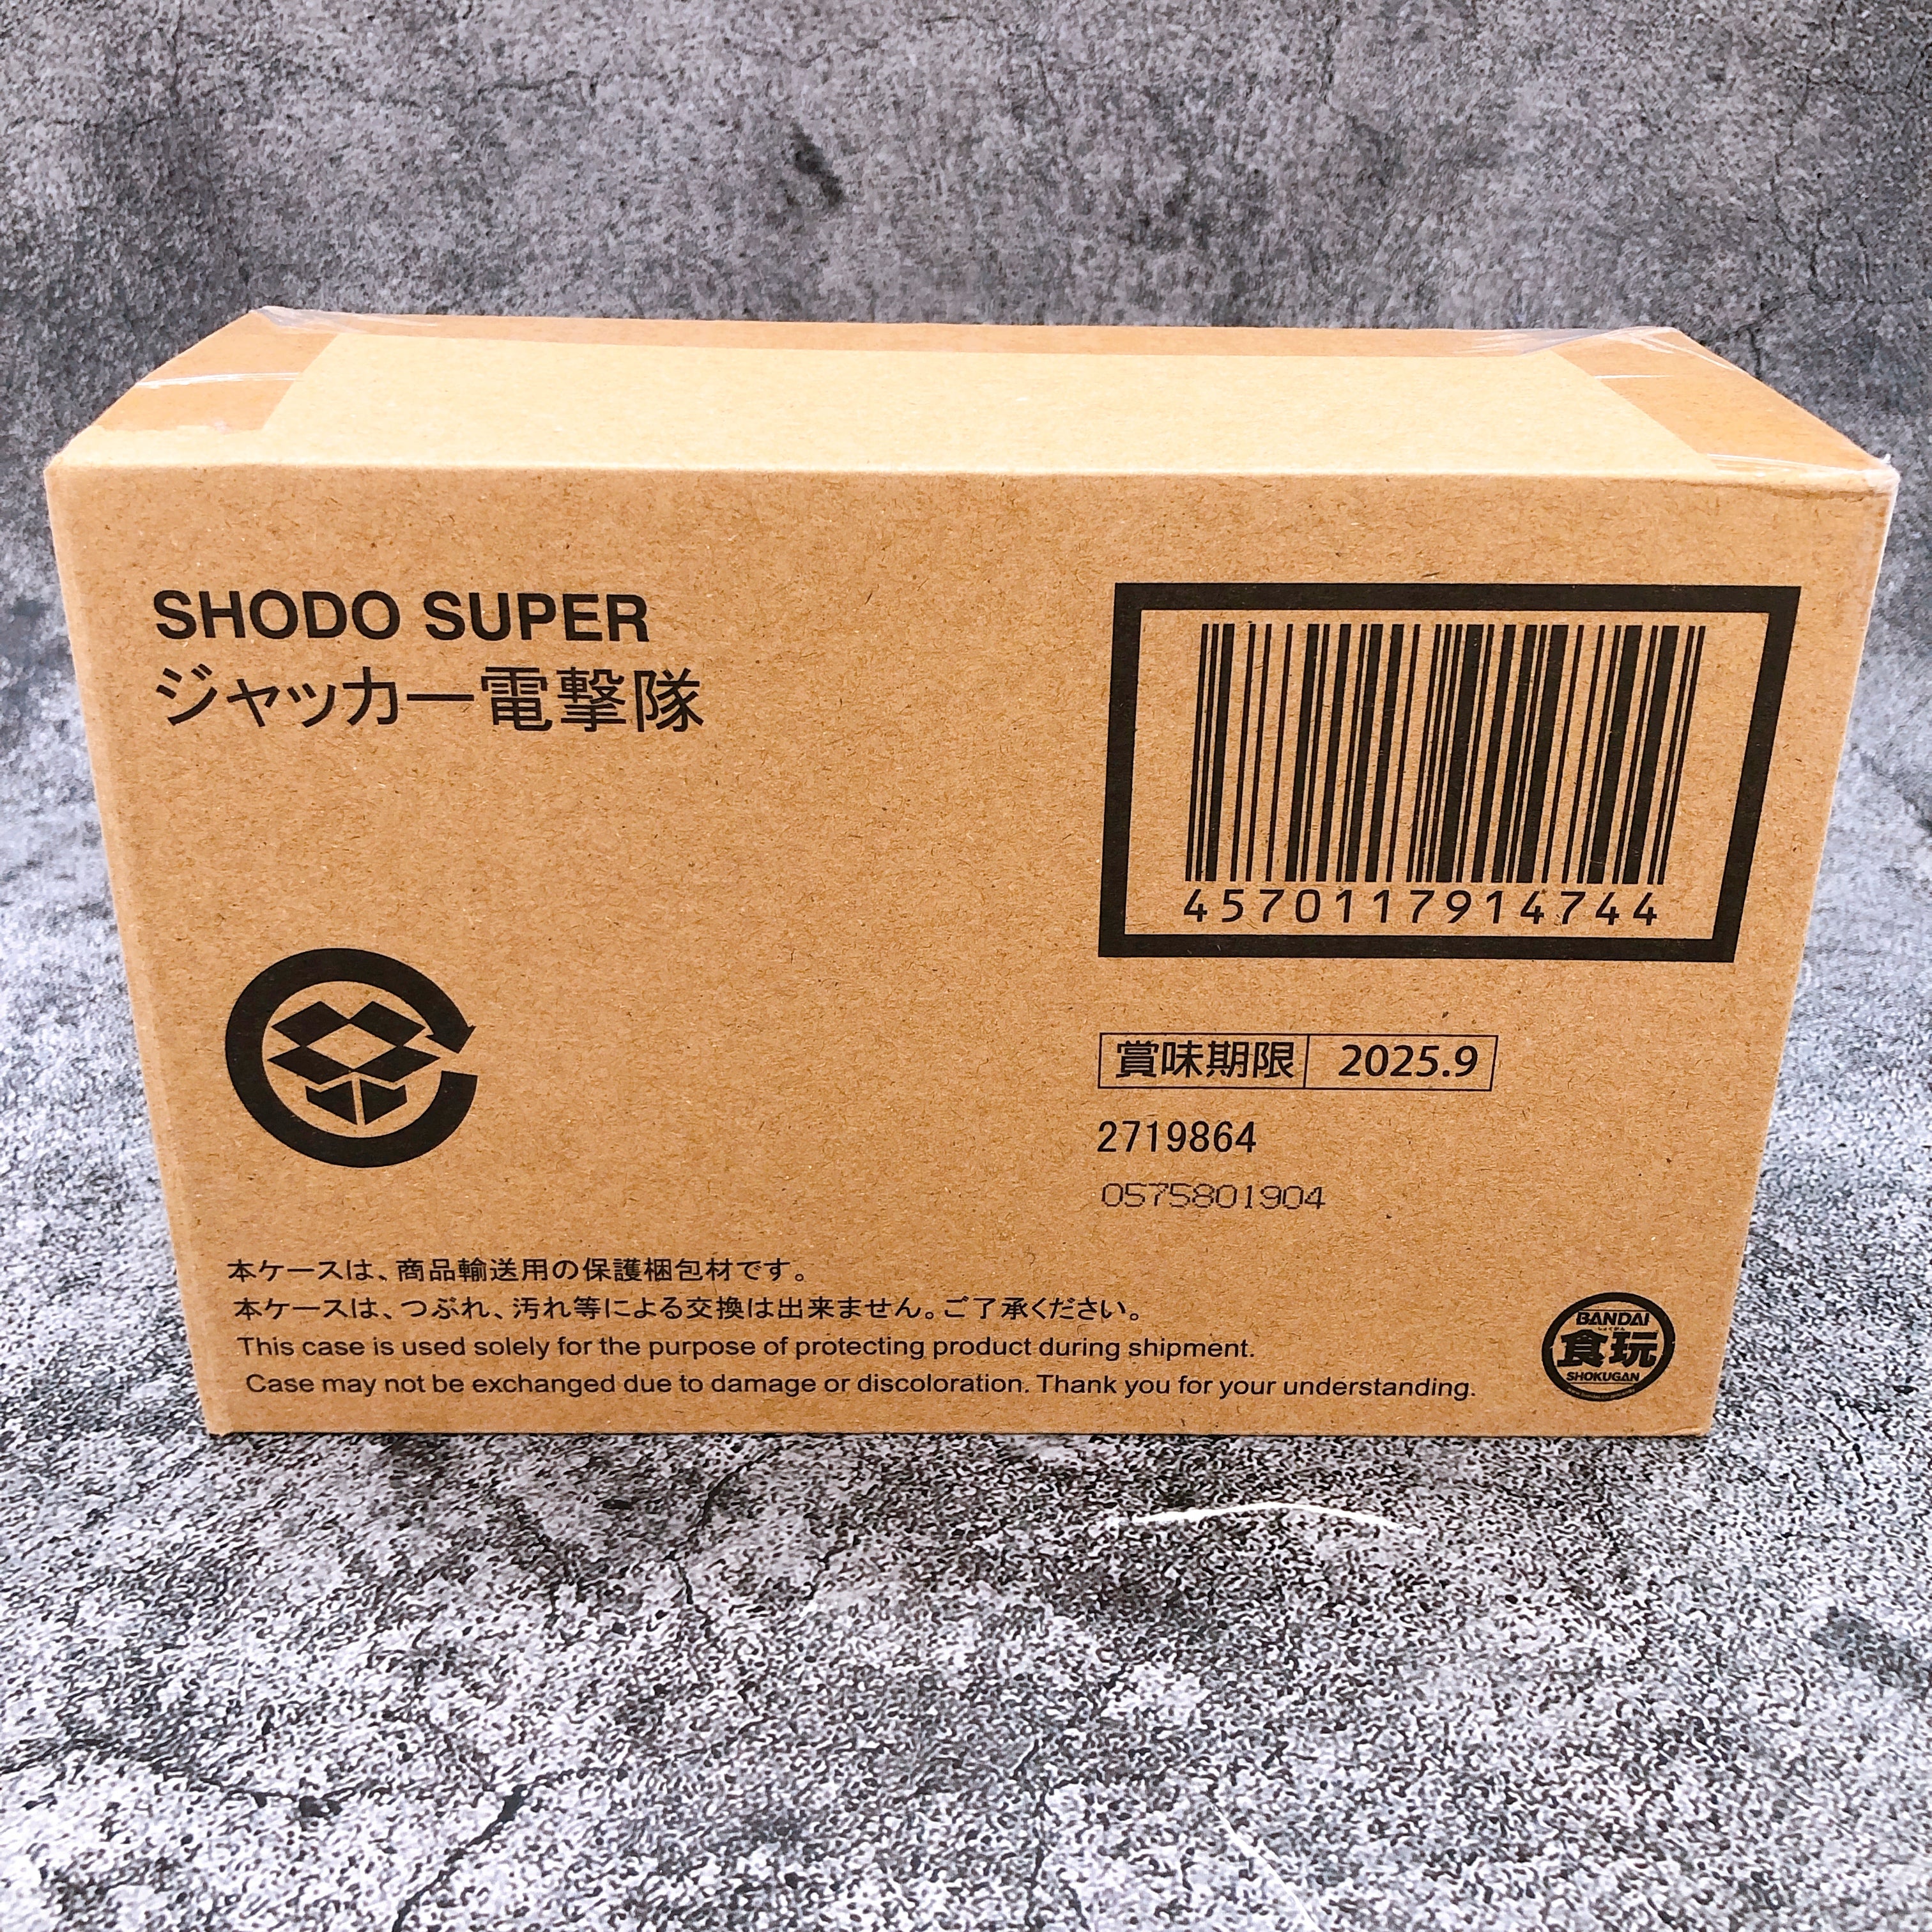 SHODO SUPER
ジャッカー電撃隊
4570117914744
賞味期限 2025.9
2719864
0575801904
本ケースは、商品輸送用の保護梱包材です。
本ケースは、つぶれ、汚れ等による交換は出来ません。ご了承ください。
This case is used solely for the purpose of protecting product during shipment.
Case may not be exchanged due to damage or discoloration. Thank you for your understanding.
BANDAI
しょくがん
食玩
SHOKUGAN